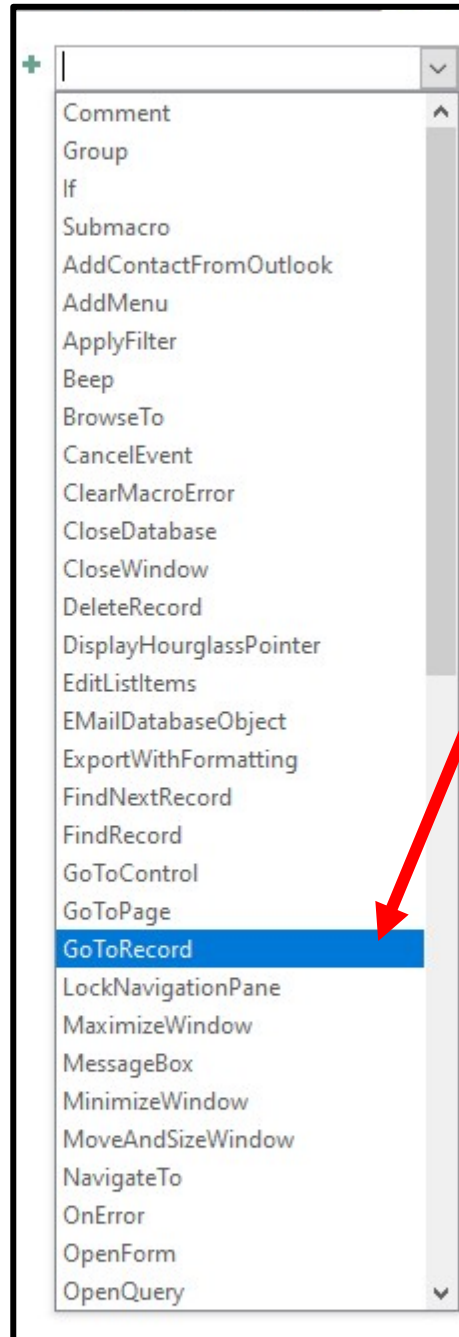 Comment
Group
If
Submacro
AddContactFromOutlook
AddMenu
ApplyFilter
Beep
BrowseTo
CancelEvent
ClearMacroError
CloseDatabase
CloseWindow
DeleteRecord
DisplayHourglassPointer
EditListItems
EMailDatabaseObject
ExportWithFormatting
FindNextRecord
FindRecord
GoToControl
GoToPage
GoToRecord
LockNavigationPane
MaximizeWindow
MessageBox
MinimizeWindow
MoveAndSizeWindow
NavigateTo
OnError
OpenForm
OpenQuery